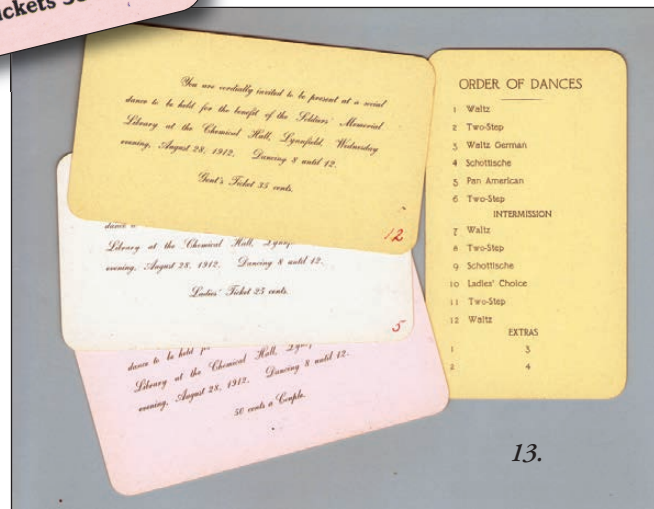 ckets
You are cordially invited to be present at a social
dance to be held for the benefit of the Soldiers' Memorial
Library at the Chemical Hall, Lynnfield, Wednesday
evening, August 28, 1912. Dancing 8 until 12.
Gent's Ticket 35 cents.
12
dance
Library at the Chemical Hall,
evening, August 28, 1912. Dancing 8 until 12.
Ladies' Ticket 25 cents.
5
dance to be held
Library at the Chemical Hall,
evening, August 28, 1912. Dancing 8 until 12.
50 cents a Couple.
ORDER OF DANCES
1 Waltz
2 Two-Step
3 Waltz German
4 Schottische
5 Pan American
6 Two-Step
INTERMISSION
7 Waltz
8 Two-Step
9 Schottische
10 Ladies' Choice
11 Two-Step
12 Waltz
EXTRAS
1 3
2 4
13.